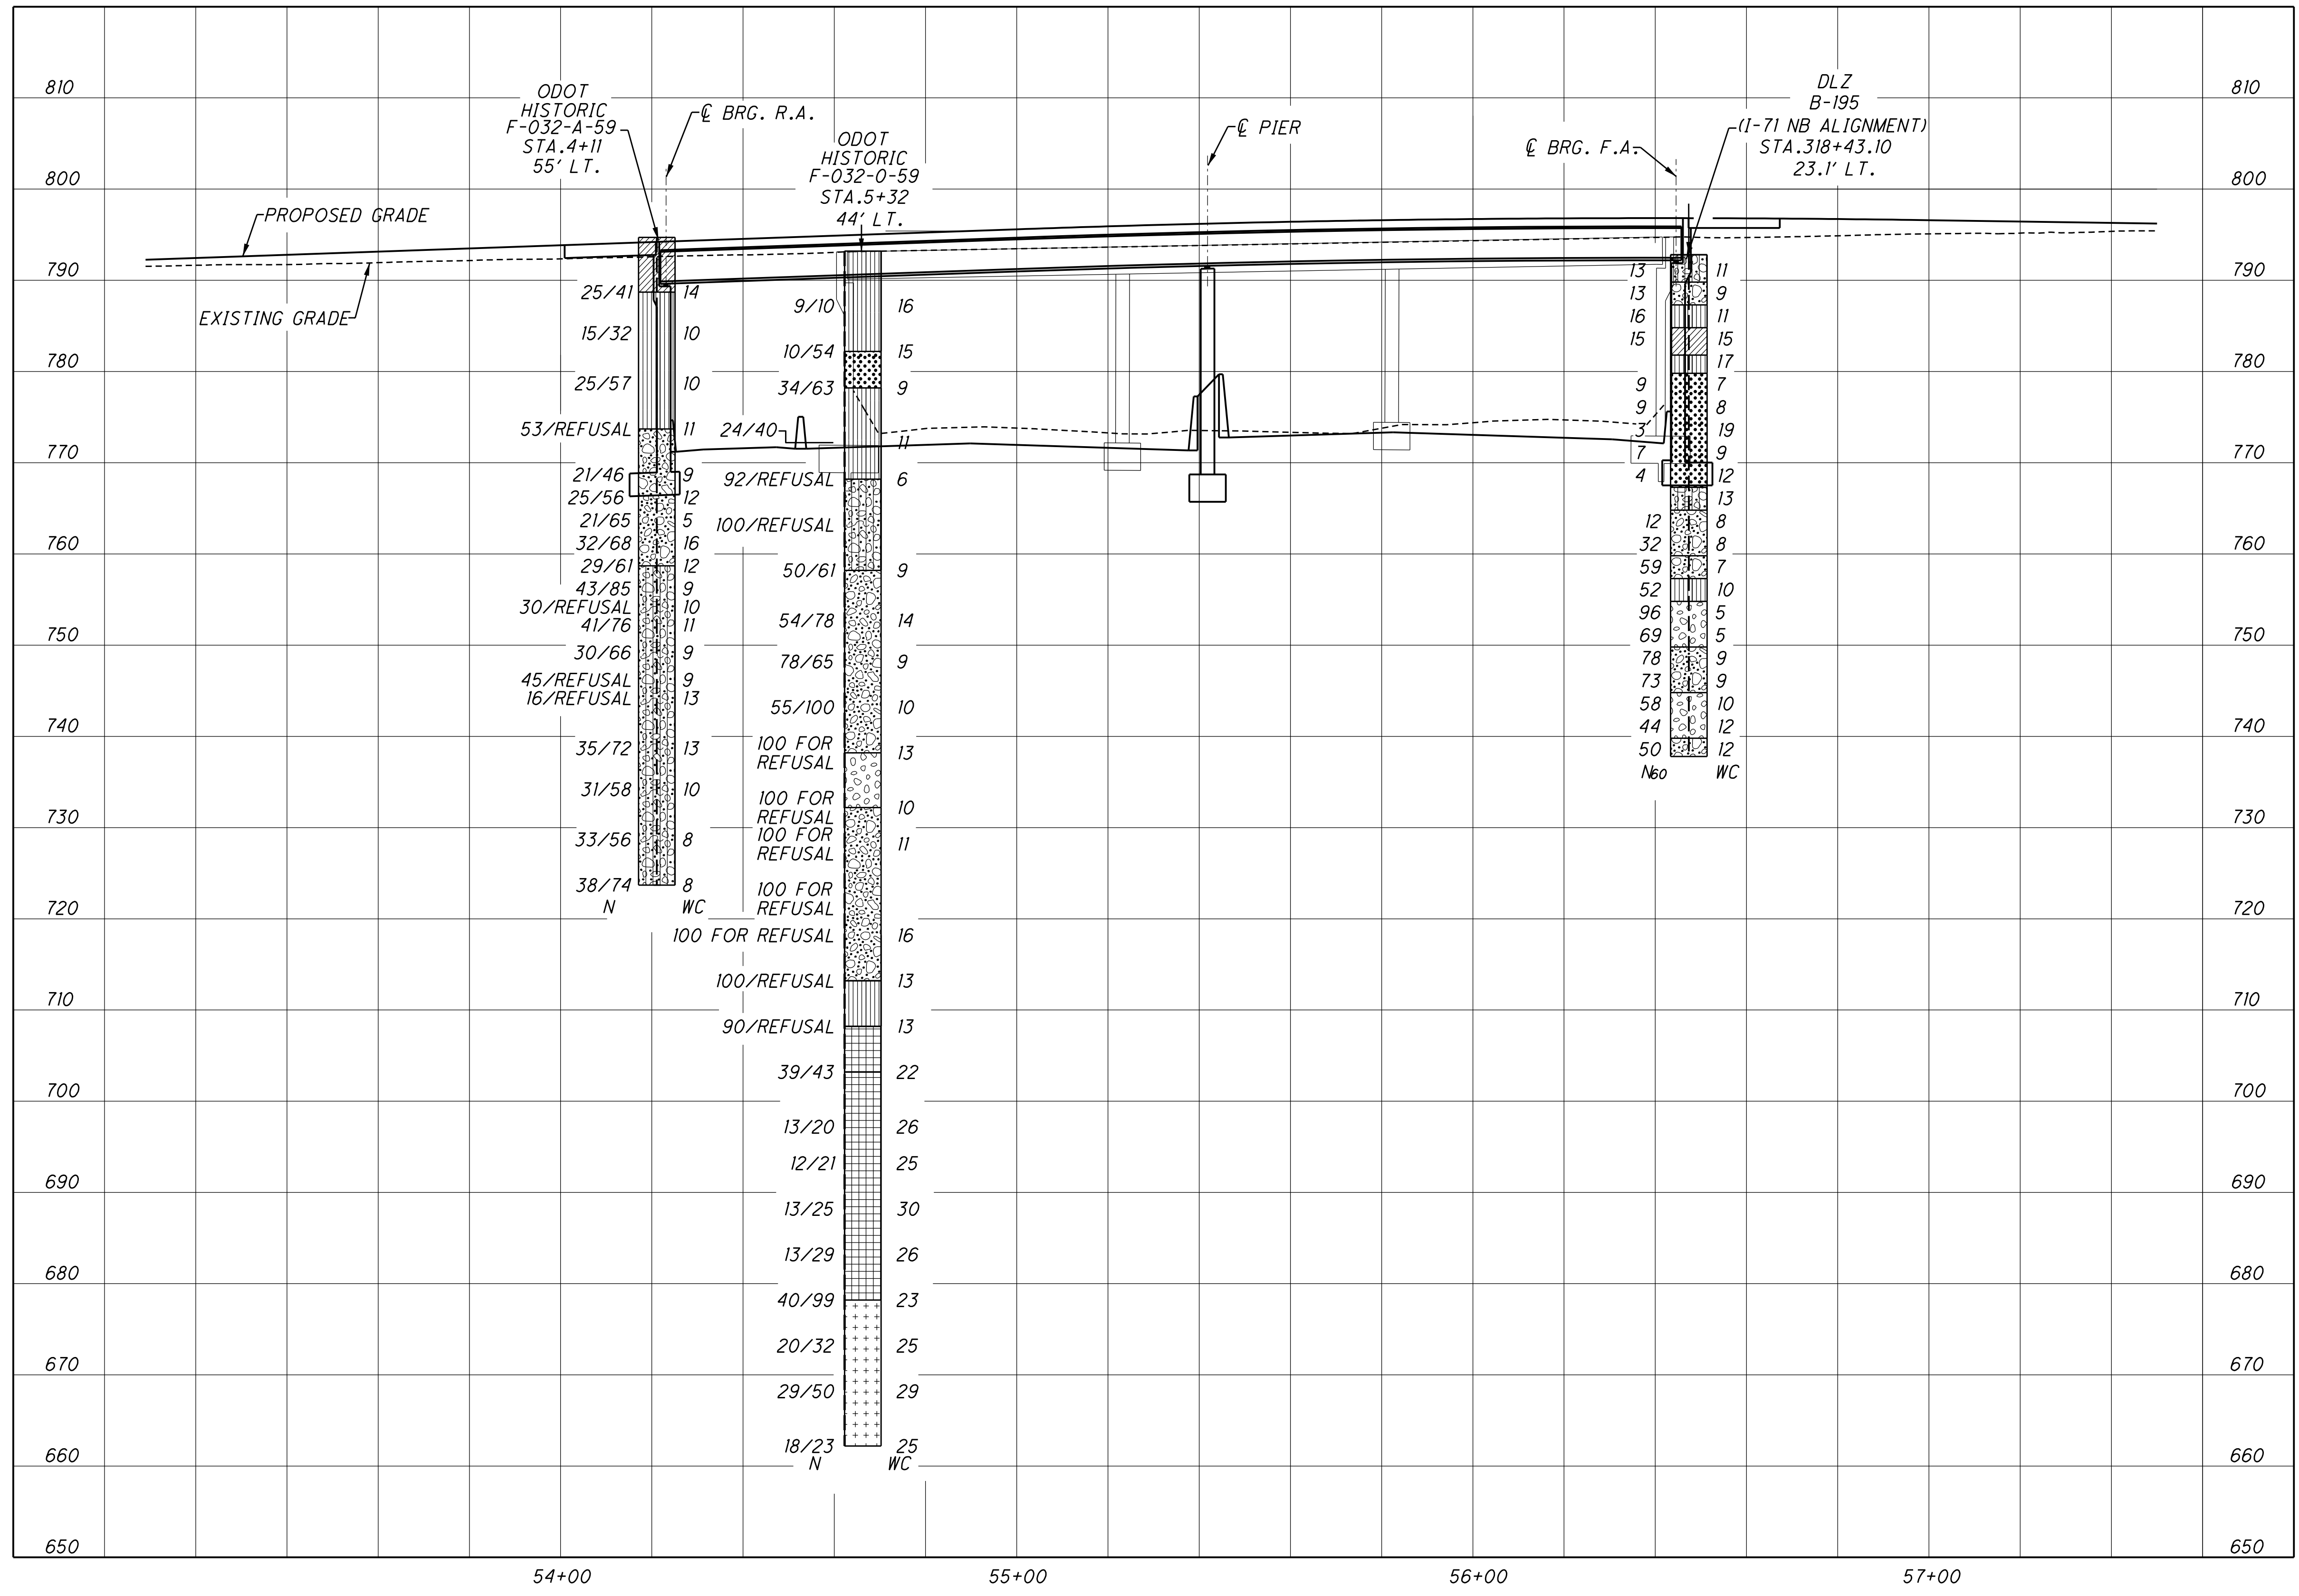 810
ODOT
HISTORIC
F-032-A-59
STA.4+11
55' LT.
℄ BRG. R.A.
ODOT
HISTORIC
F-032-O-59
STA.5+32
44' LT.
℄ PIER
℄ BRG. F.A.
DLZ
B-195
(I-71 NB ALIGNMENT)
STA.318+43.10
23.1' LT.
810
800
800
PROPOSED GRADE
EXISTING GRADE
790
790
780
780
770
770
760
760
750
750
740
740
730
730
720
720
710
710
700
700
690
690
680
680
670
670
660
660
650
650
25/41 14
15/32 10
25/57 10
53/REFUSAL 11
21/46 9
25/56 12
21/65 5
32/68 16
29/61 12
43/85 9
30/REFUSAL 10
41/76 11
30/66 9
45/REFUSAL 9
16/REFUSAL 13
35/72 13
31/58 10
33/56 8
38/74 8
N WC
9/10 16
10/54 15
34/63 9
24/40 11
92/REFUSAL 6
100/REFUSAL
50/61 9
54/78 14
78/65 9
55/100 10
100 FOR
REFUSAL 13
100 FOR
REFUSAL 10
100 FOR
REFUSAL 11
100 FOR
REFUSAL
100 FOR REFUSAL 16
100/REFUSAL 13
90/REFUSAL 13
39/43 22
13/20 26
12/21 25
13/25 30
13/29 26
40/99 23
20/32 25
29/50 29
18/23 25
N WC
13 11
13 9
16 11
15 15
17
9 7
9 8
3 19
7 9
4 12
13
12 8
32 8
59 7
52 10
96 5
69 5
78 9
73 9
58 10
44 12
50 12
N60 WC
54+00
55+00
56+00
57+00